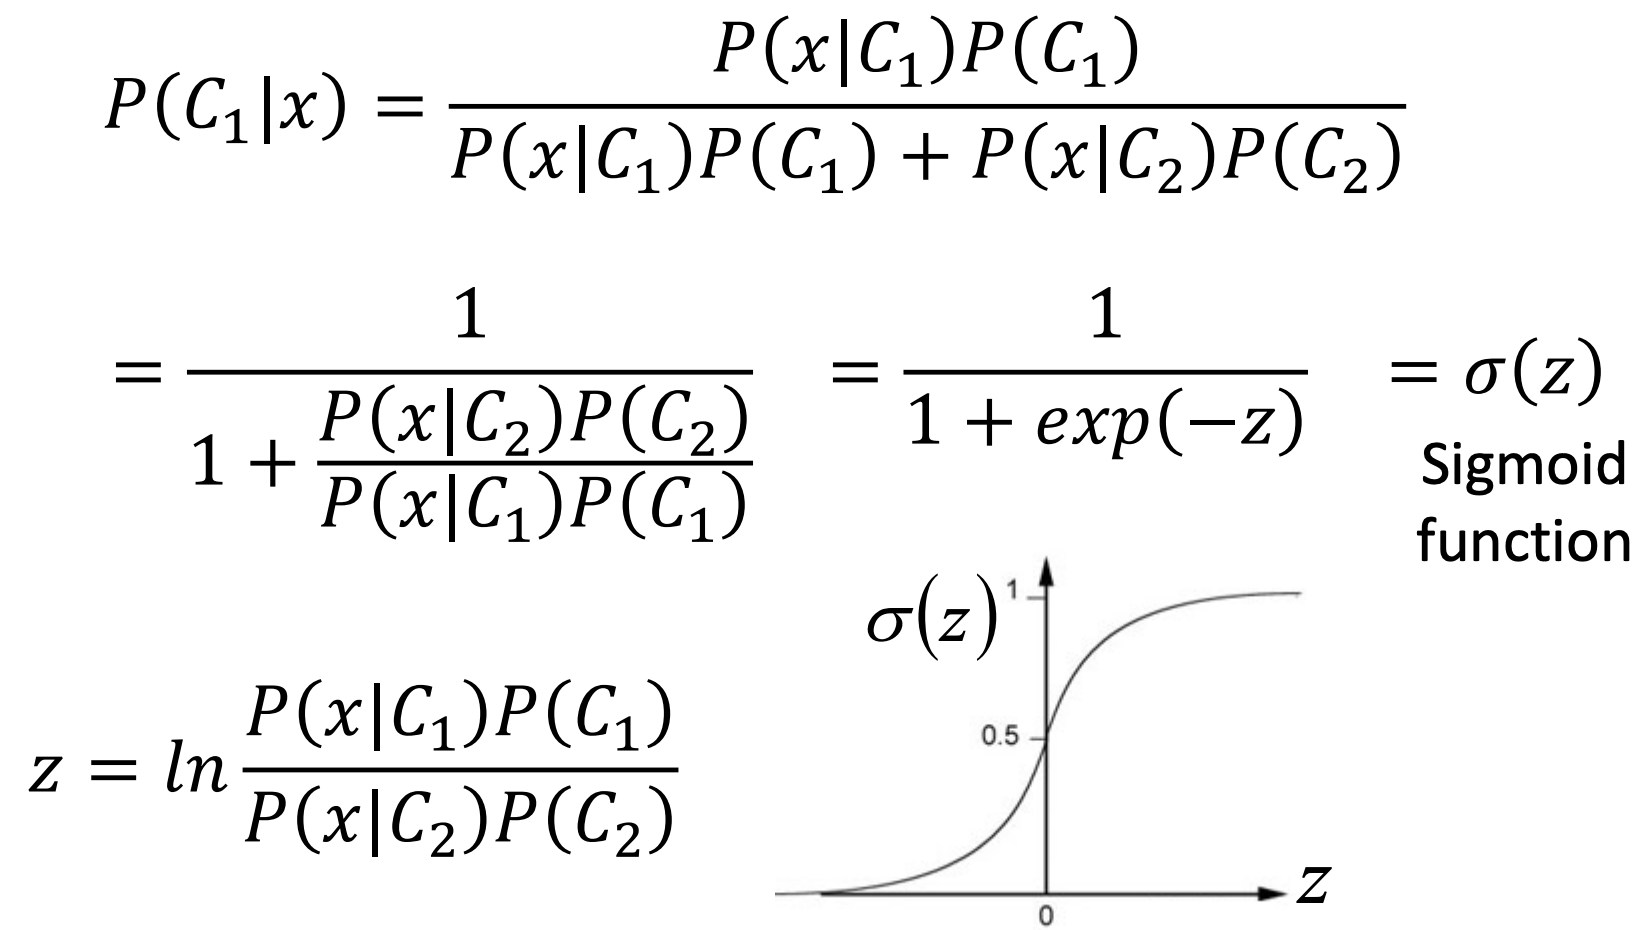 P(C₁|x) = P(x|C₁)P(C₁) / P(x|C₁)P(C₁) + P(x|C₂)P(C₂)
= 1 / 1 + P(x|C₂)P(C₂) / P(x|C₁)P(C₁) = 1 / 1 + exp(−z) = σ(z)
Sigmoid
function
z = ln P(x|C₁)P(C₁) / P(x|C₂)P(C₂)
σ(z)
1
0.5
0
z